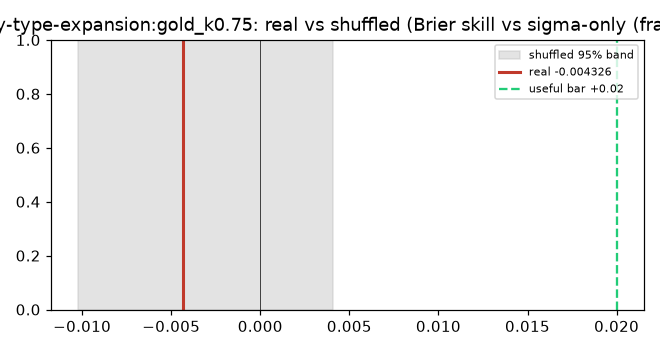 y-type-expansion:gold_k0.75: real vs shuffled (Brier skill vs sigma-only (fra
1.0
0.8
0.6
0.4
0.2
0.0
shuffled 95% band
real -0.004326
useful bar +0.02
−0.010 −0.005 0.000 0.005 0.010 0.015 0.020